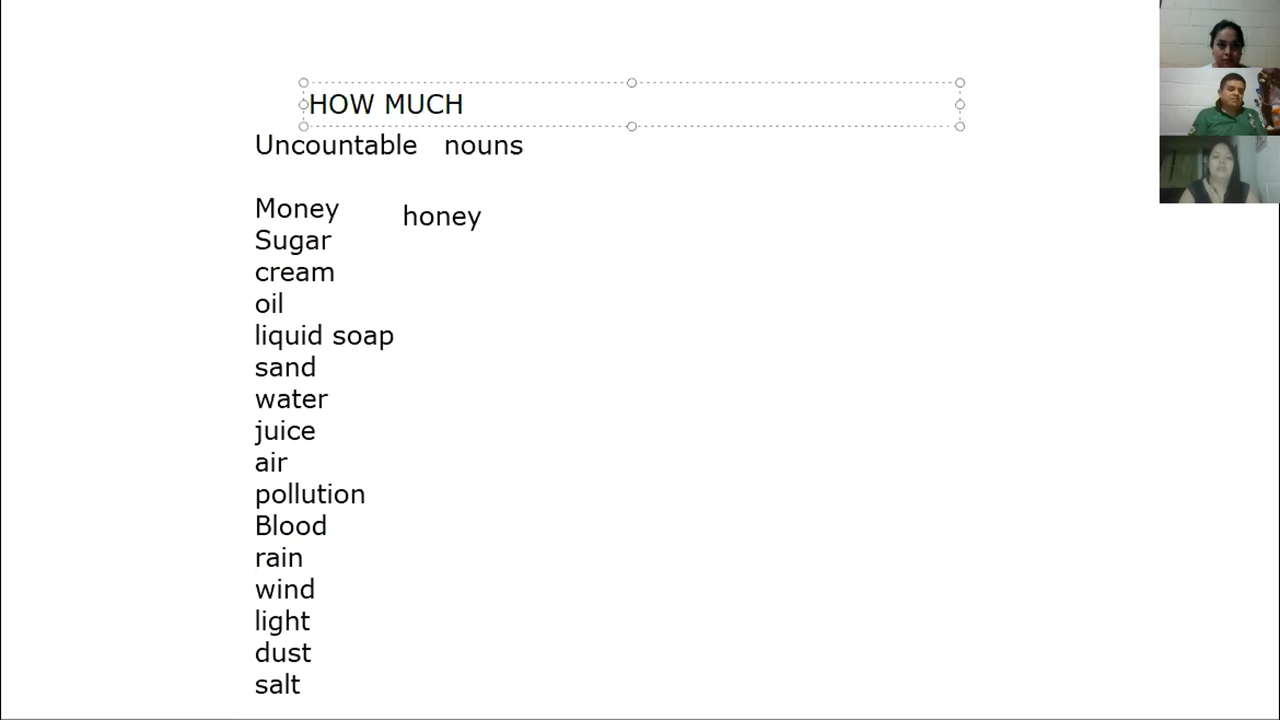 HOW MUCH
Uncountable nouns
Money
honey
Sugar
cream
oil
liquid soap
sand
water
juice
air
pollution
Blood
rain
wind
light
dust
salt